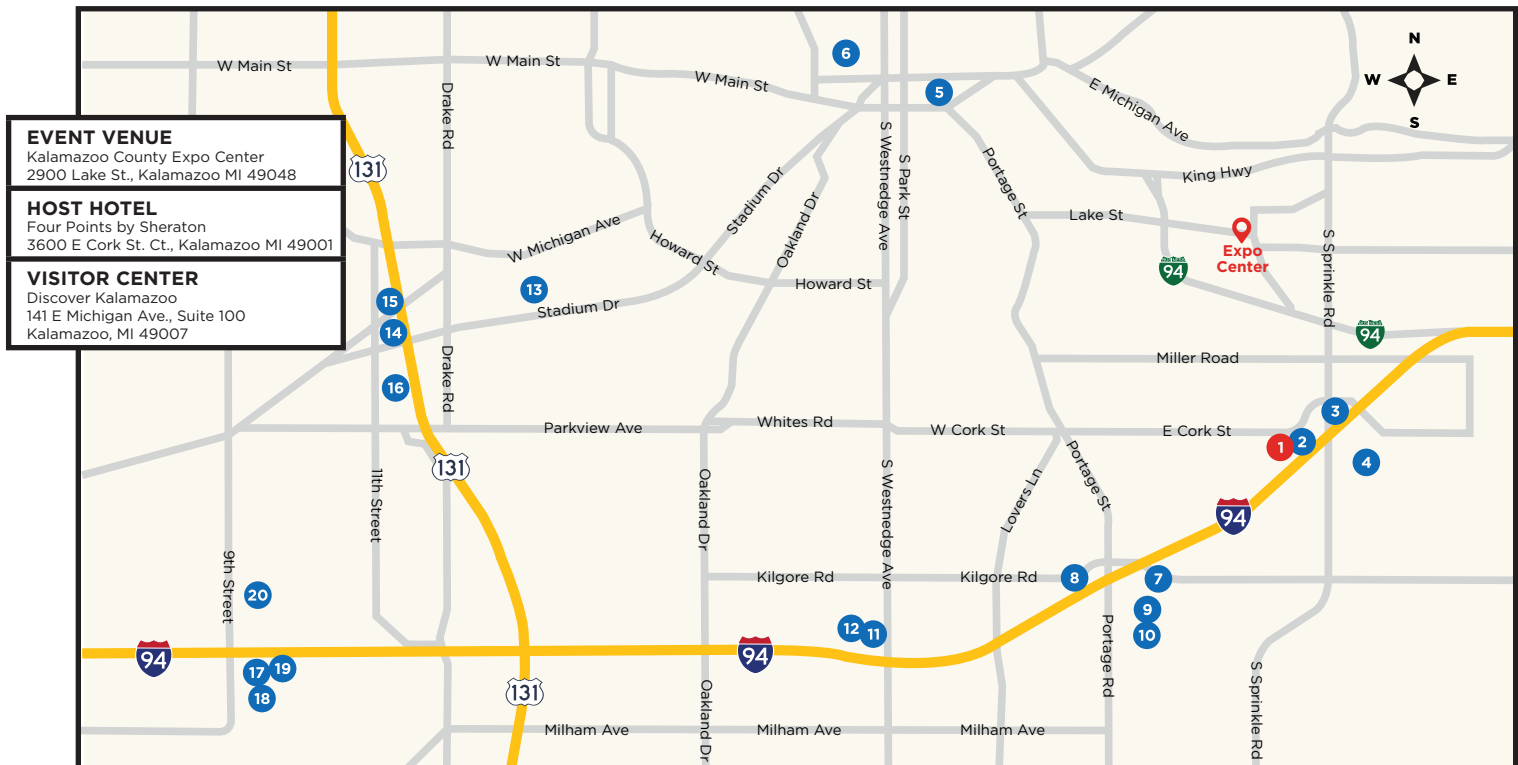 W Main St
W Main St
W Main St
6
5
N
W
E
S
E Michigan Ave
Drake Rd
S Westnedge Ave
S Park St
Portage St
King Hwy
EVENT VENUE
Kalamazoo County Expo Center
2900 Lake St., Kalamazoo MI 49048
HOST HOTEL
Four Points by Sheraton
3600 E Cork St. Ct., Kalamazoo MI 49001
VISITOR CENTER
Discover Kalamazoo
141 E Michigan Ave., Suite 100
Kalamazoo, MI 49007
131
Stadium Dr
Oakland Dr
W Michigan Ave
Howard St
Lake St
Expo
Center
94
S Sprinkle Rd
13
Howard St
Stadium Dr
15
14
16
94
Drake Rd
Miller Road
Parkview Ave
Whites Rd
W Cork St
E Cork St
3
1
2
4
131
11th Street
Oakland Dr
S Westnedge Ave
Lovers Ln
Portage St
94
9th Street
Kilgore Rd
Kilgore Rd
8
7
20
9
12
11
10
94
94
Portage Rd
17
19
18
131
Oakland Dr
S Sprinkle Rd
Milham Ave
Milham Ave
Milham Ave